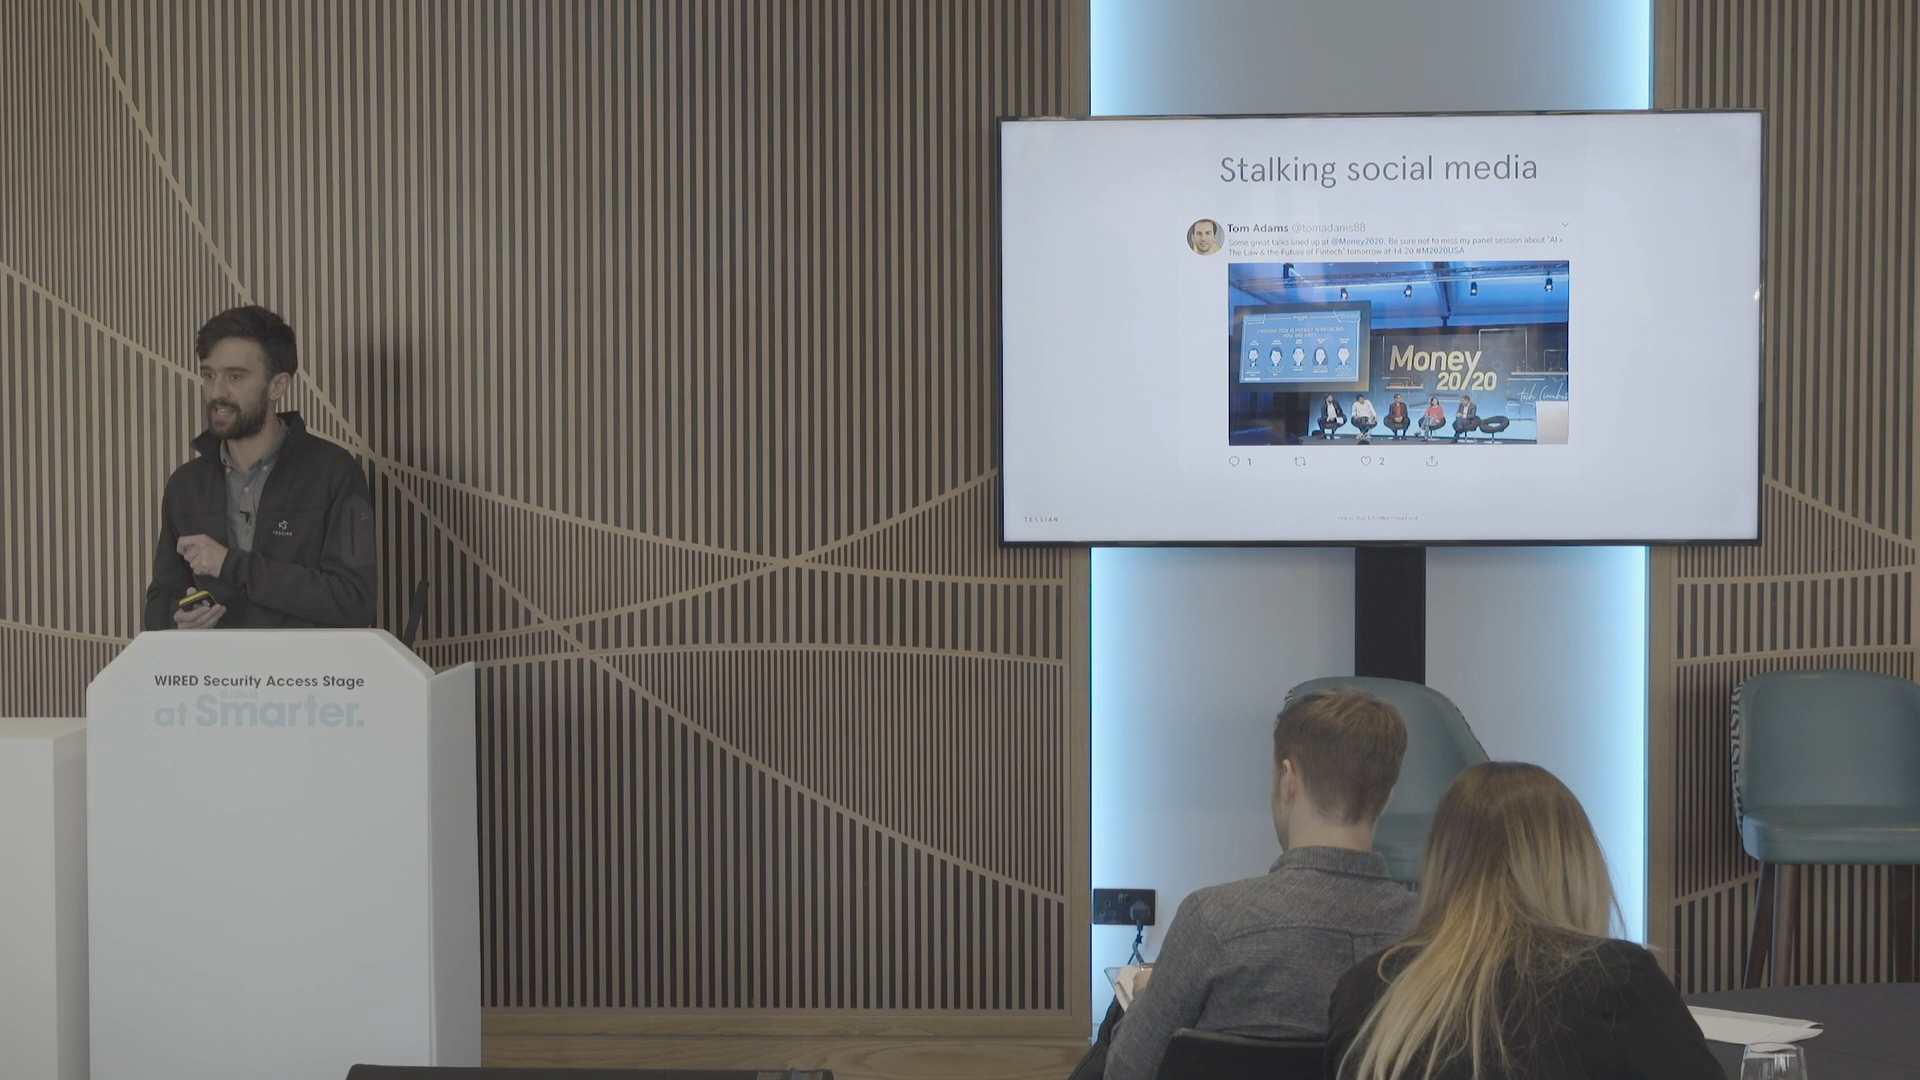 Stalking social media
Tom Adams @tomadams88
Some great talks lined up at @Money2020. Be sure not to miss my panel session about 'AI x
The Law & the Future of Fintech' tomorrow at 14:20 #M2020USA
Money
20/20
1
2
TESSIAN
TESSIAN
WIRED Security Access Stage
at Smarter.